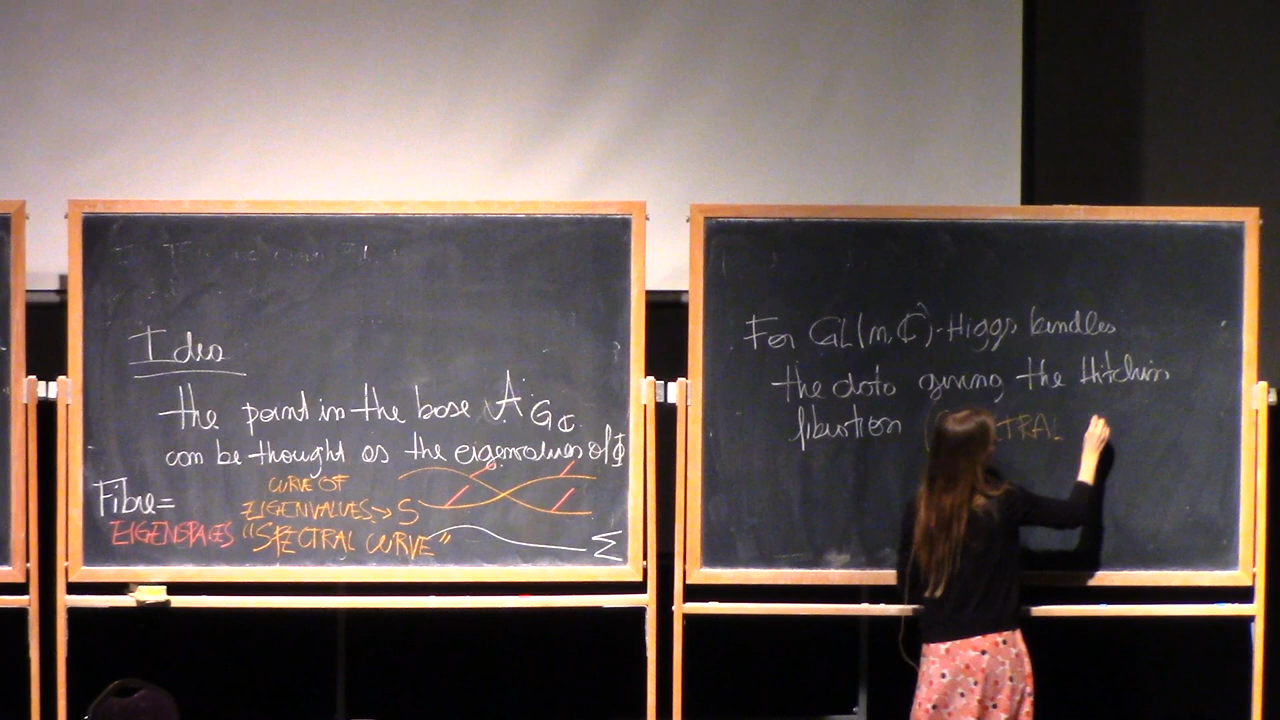 Idea
the point in the base A G_C
can be thought as the eigenvalues of Φ
Fibre=
EIGENSPACES
CURVE OF
EIGENVALUES → S
"SPECTRAL CURVE"
Σ
For GL(n,ℂ)-Higgs bundles
the data giving the Hitchin
fibration CTRAL